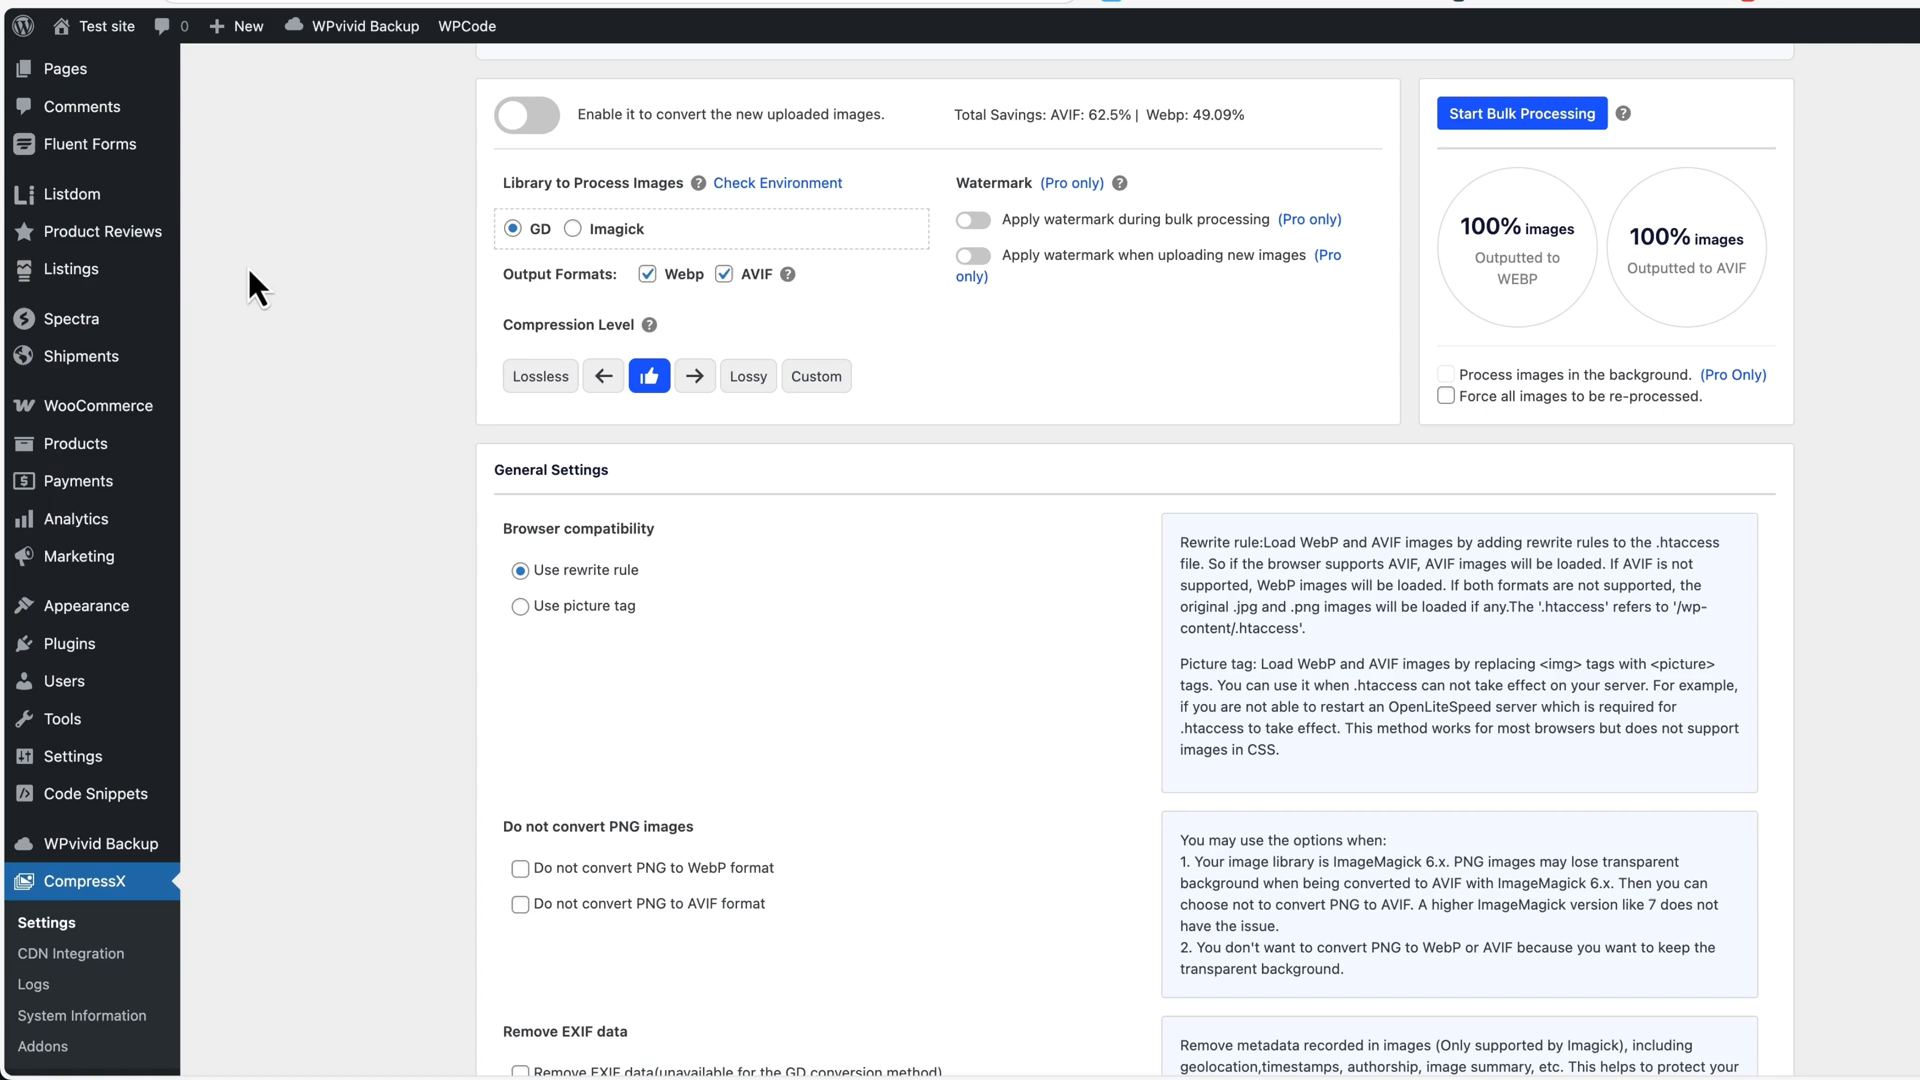 Test site
0
New
WPvivid Backup
WPCode
Pages
Comments
Fluent Forms
Listdom
Product Reviews
Listings
Spectra
Shipments
WooCommerce
Products
Payments
Analytics
Marketing
Appearance
Plugins
Users
Tools
Settings
Code Snippets
WPvivid Backup
CompressX
Settings
CDN Integration
Logs
System Information
Addons
Enable it to convert the new uploaded images.
Total Savings: AVIF: 62.5% | Webp: 49.09%
Library to Process Images Check Environment
GD Imagick
Output Formats: Webp AVIF
Compression Level
Lossless Lossy Custom
Watermark (Pro only)
Apply watermark during bulk processing (Pro only)
Apply watermark when uploading new images (Pro
only)
Start Bulk Processing
100% images
Outputted to
WEBP
100% images
Outputted to AVIF
Process images in the background. (Pro Only)
Force all images to be re-processed.
General Settings
Browser compatibility
Use rewrite rule
Use picture tag
Rewrite rule:Load WebP and AVIF images by adding rewrite rules to the .htaccess
file. So if the browser supports AVIF, AVIF images will be loaded. If AVIF is not
supported, WebP images will be loaded. If both formats are not supported, the
original .jpg and .png images will be loaded if any.The '.htaccess' refers to '/wp-
content/.htaccess'.
Picture tag: Load WebP and AVIF images by replacing <img> tags with <picture>
tags. You can use it when .htaccess can not take effect on your server. For example,
if you are not able to restart an OpenLiteSpeed server which is required for
.htaccess to take effect. This method works for most browsers but does not support
images in CSS.
Do not convert PNG images
Do not convert PNG to WebP format
Do not convert PNG to AVIF format
You may use the options when:
1. Your image library is ImageMagick 6.x. PNG images may lose transparent
background when being converted to AVIF with ImageMagick 6.x. Then you can
choose not to convert PNG to AVIF. A higher ImageMagick version like 7 does not
have the issue.
2. You don't want to convert PNG to WebP or AVIF because you want to keep the
transparent background.
Remove EXIF data
Remove EXIF data(unavailable for the GD conversion method)
Remove metadata recorded in images (Only supported by Imagick), including
geolocation,timestamps, authorship, image summary, etc. This helps to protect your